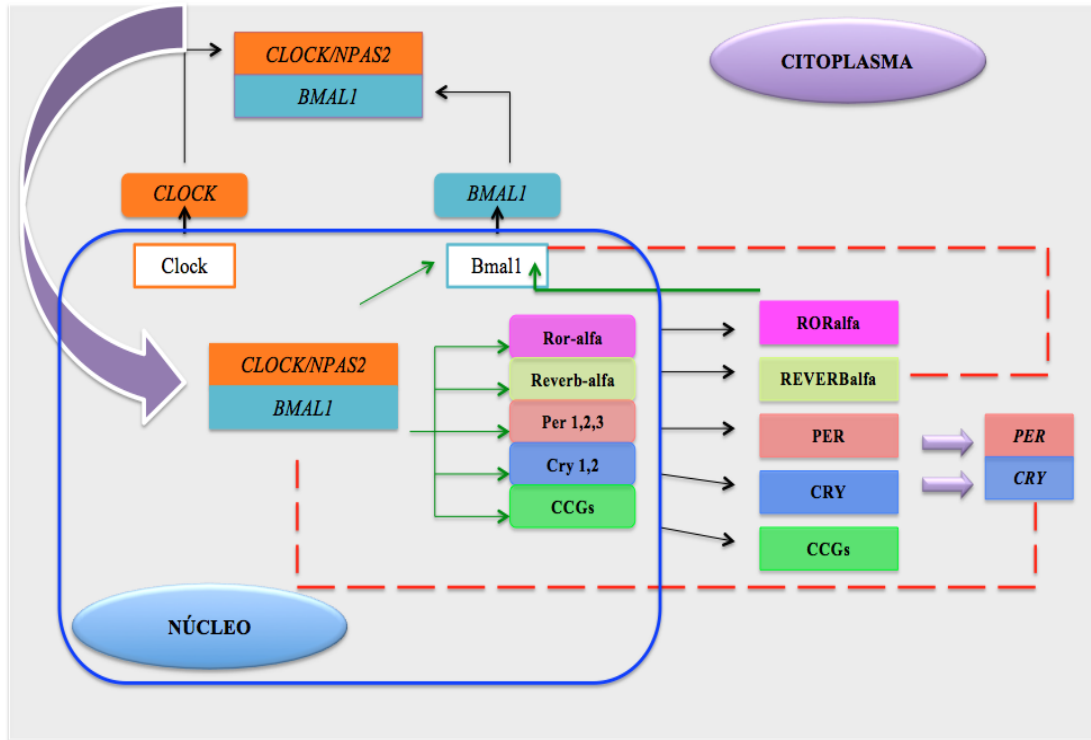 CLOCK/NPAS2
BMAL1
CITOPLASMA
CLOCK
BMAL1
Clock
Bmal1
CLOCK/NPAS2
BMAL1
Ror-alfa
Reverb-alfa
Per 1,2,3
Cry 1,2
CCGs
RORalfa
REVERBalfa
PER
CRY
CCGs
PER
CRY
NÚCLEO